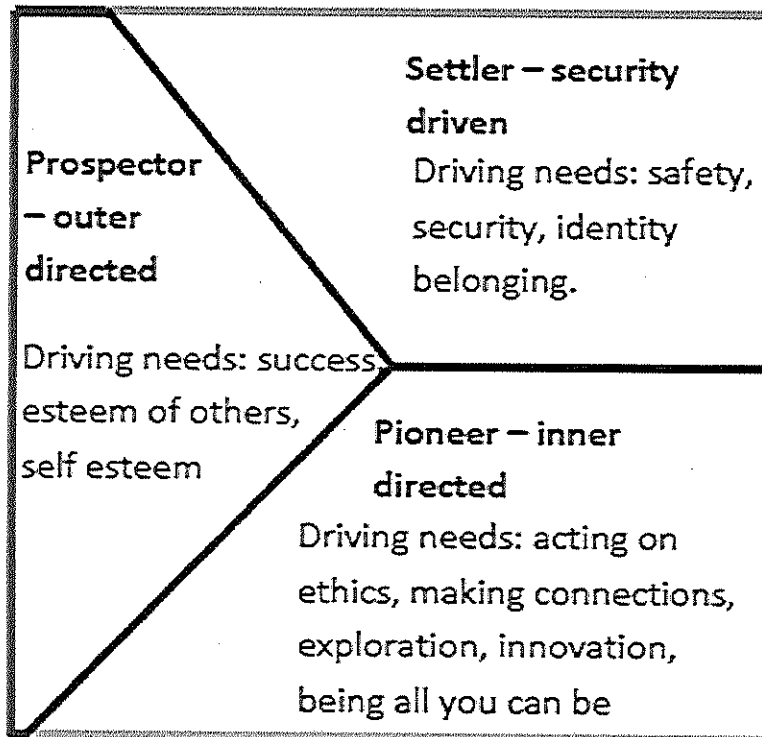 Settler – security
driven
Driving needs: safety,
security, identity
belonging.
Prospector
– outer
directed
Driving needs: success,
esteem of others,
self esteem
Pioneer – inner
directed
Driving needs: acting on
ethics, making connections,
exploration, innovation,
being all you can be